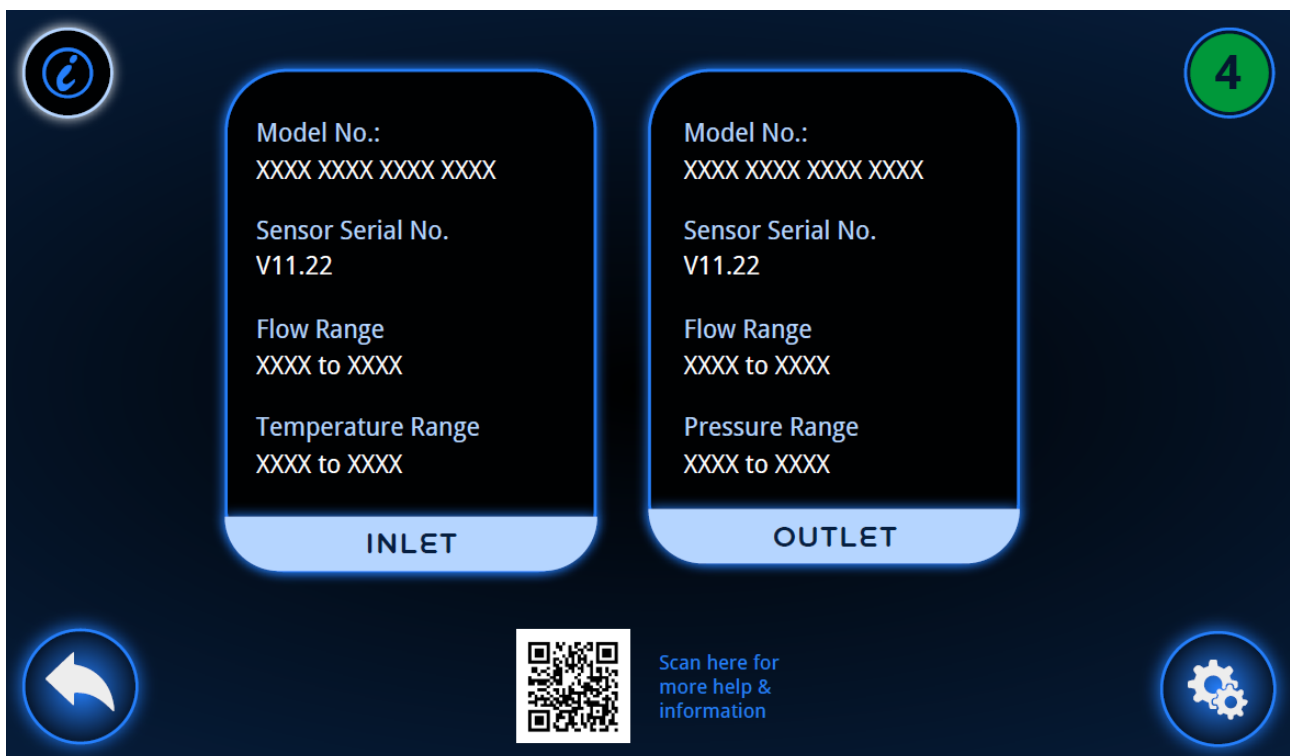 i
4
Model No.:
XXXX XXXX XXXX XXXX
Sensor Serial No.
V11.22
Flow Range
XXXX to XXXX
Temperature Range
XXXX to XXXX
INLET
Model No.:
XXXX XXXX XXXX XXXX
Sensor Serial No.
V11.22
Flow Range
XXXX to XXXX
Pressure Range
XXXX to XXXX
OUTLET
Scan here for
more help &
information